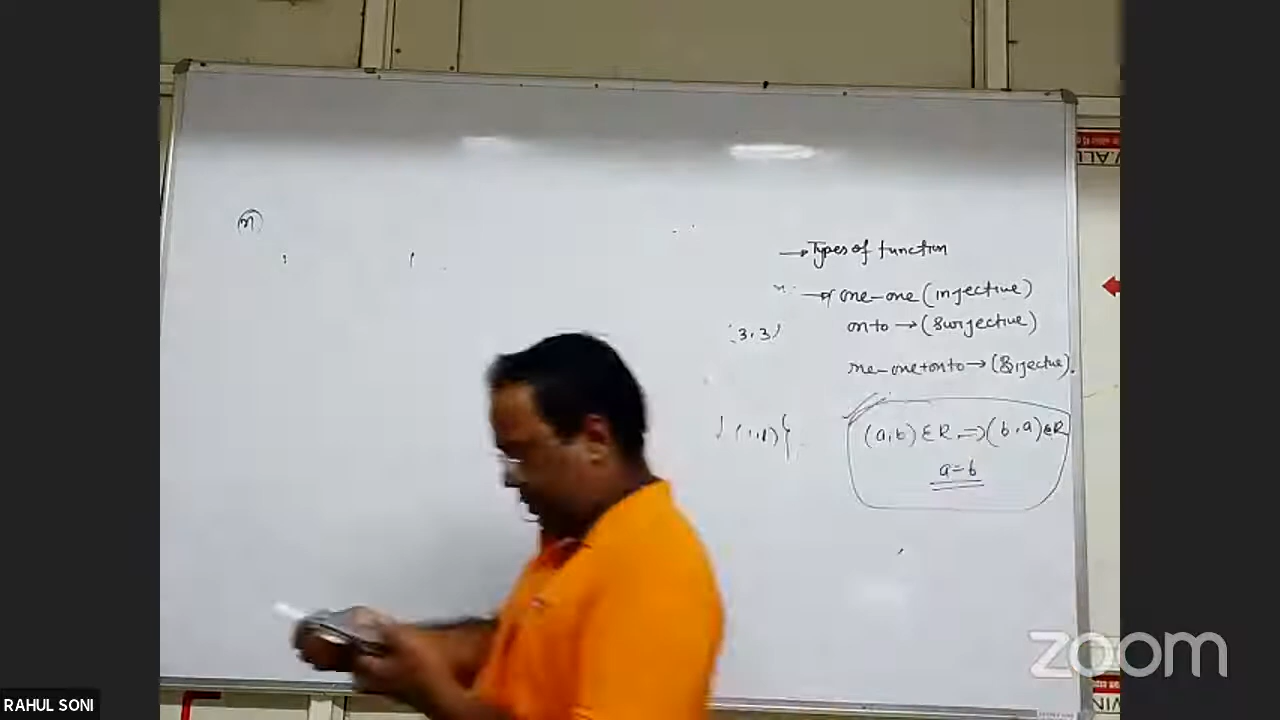 (n)
→ Types of function
→ one-one (injective)
(3,3)
onto → (surjective)
one-one+onto → (Bijective).
(1,1)}
(a,b) ∈ R ⇒ (b,a) ∈ R
a=b
V.ALL
zoom
RAHUL SONI